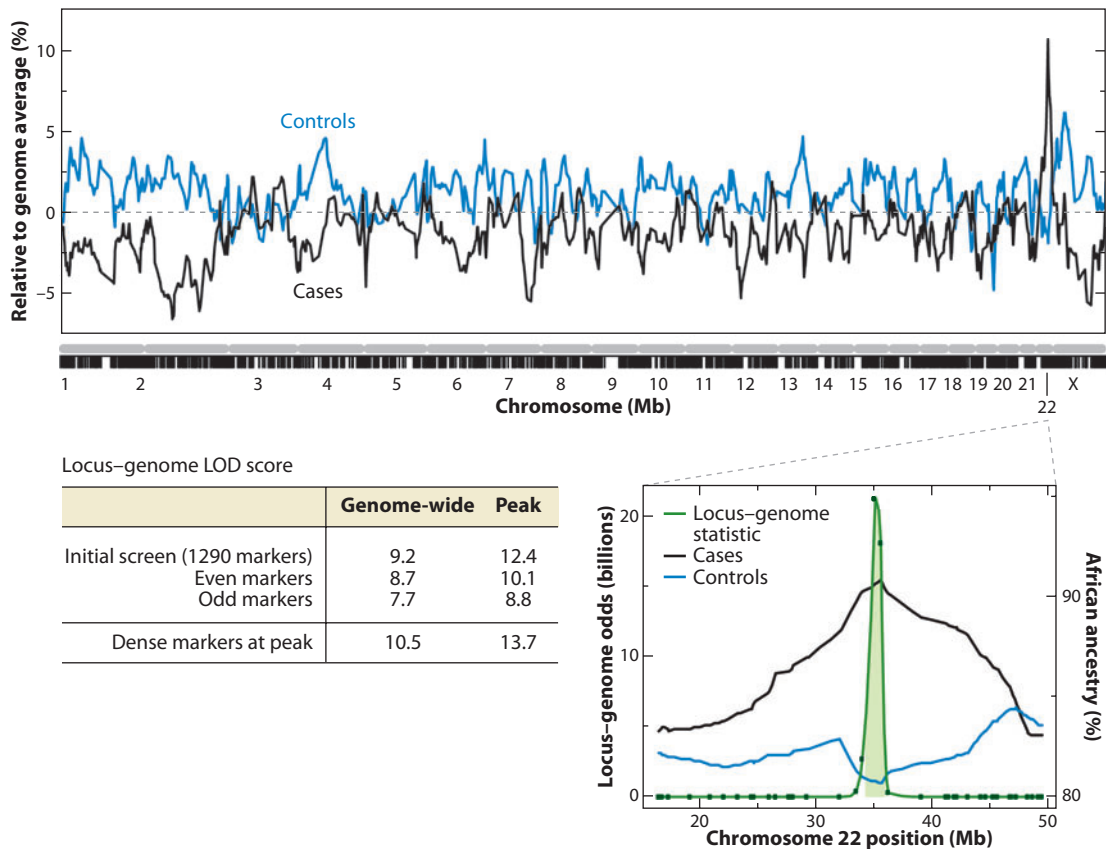 Relative to genome average (%)
10
5
0
−5
Controls
Cases
1 2 3 4 5 6 7 8 9 10 11 12 13 14 15 16 17 18 19 20 21 X
22
Chromosome (Mb)
Locus–genome LOD score
Genome-wide Peak
Initial screen (1290 markers) 9.2 12.4
Even markers 8.7 10.1
Odd markers 7.7 8.8
Dense markers at peak 10.5 13.7
Locus–genome odds (billions)
20
10
0
Locus–genome
statistic
Cases
Controls
90
80
African ancestry (%)
20 30 40 50
Chromosome 22 position (Mb)